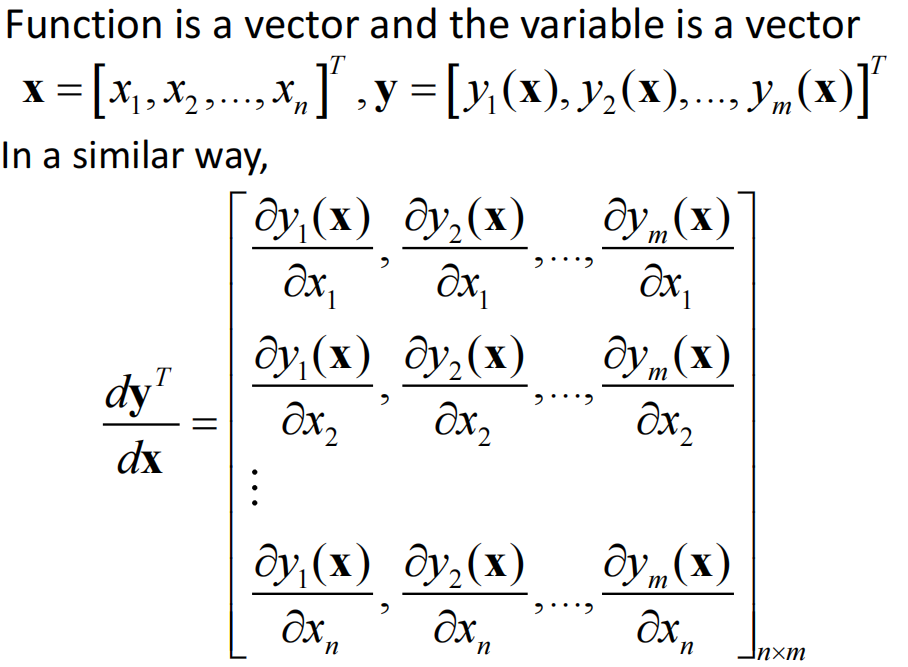 Function is a vector and the variable is a vector
𝐱 = [x₁, x₂, ..., xₙ]ᵀ, 𝐲 = [y₁(𝐱), y₂(𝐱), ..., yₘ(𝐱)]ᵀ
In a similar way,
d𝐲ᵀ/d𝐱 = [∂y₁(𝐱)/∂x₁, ∂y₂(𝐱)/∂x₁, ..., ∂yₘ(𝐱)/∂x₁
∂y₁(𝐱)/∂x₂, ∂y₂(𝐱)/∂x₂, ..., ∂yₘ(𝐱)/∂x₂
⋮
∂y₁(𝐱)/∂xₙ, ∂y₂(𝐱)/∂xₙ, ..., ∂yₘ(𝐱)/∂xₙ]n×m